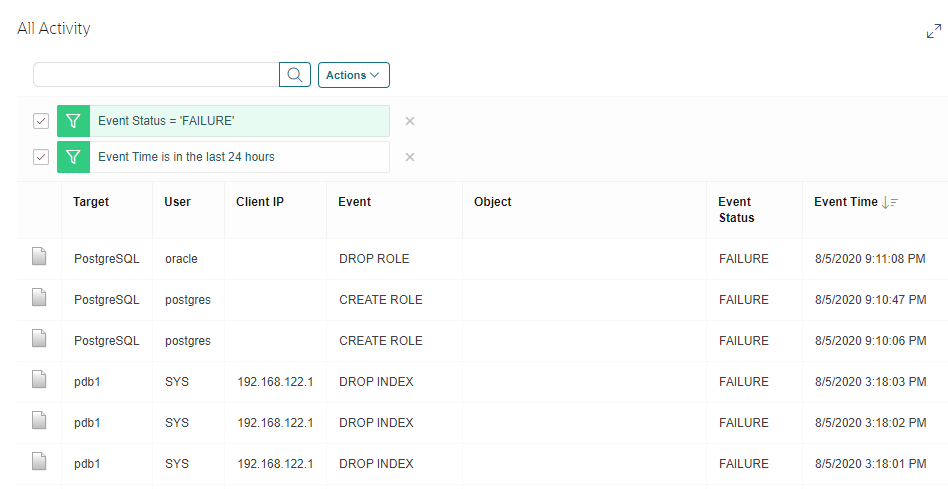 All Activity
Actions
Event Status = 'FAILURE'
Event Time is in the last 24 hours
Target User Client IP Event Object Event Status Event Time
PostgreSQL oracle DROP ROLE FAILURE 8/5/2020 9:11:08 PM
PostgreSQL postgres CREATE ROLE FAILURE 8/5/2020 9:10:47 PM
PostgreSQL postgres CREATE ROLE FAILURE 8/5/2020 9:10:06 PM
pdb1 SYS 192.168.122.1 DROP INDEX FAILURE 8/5/2020 3:18:03 PM
pdb1 SYS 192.168.122.1 DROP INDEX FAILURE 8/5/2020 3:18:02 PM
pdb1 SYS 192.168.122.1 DROP INDEX FAILURE 8/5/2020 3:18:01 PM